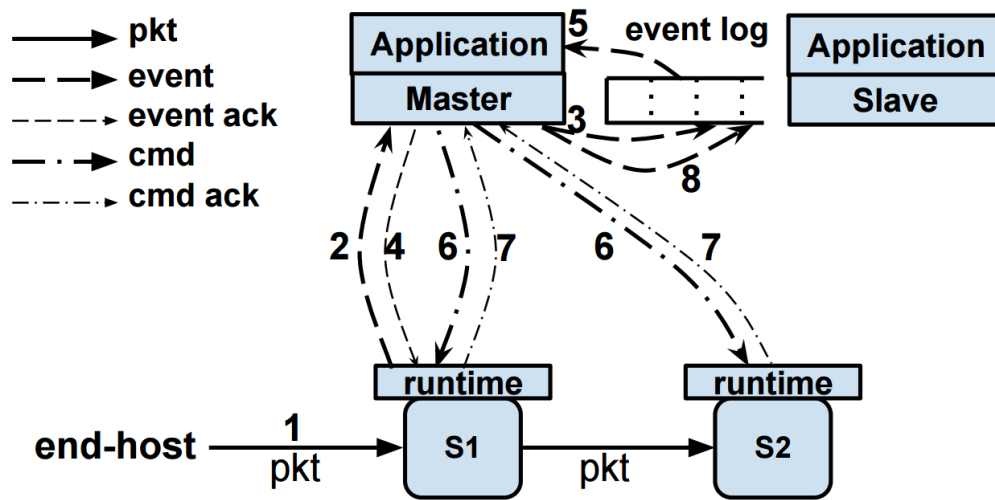 pkt
event
event ack
cmd
cmd ack
Application
Master
5
event log
Application
Slave
3
8
2
4
6
7
6
7
runtime
runtime
end-host
1
pkt
S1
pkt
S2